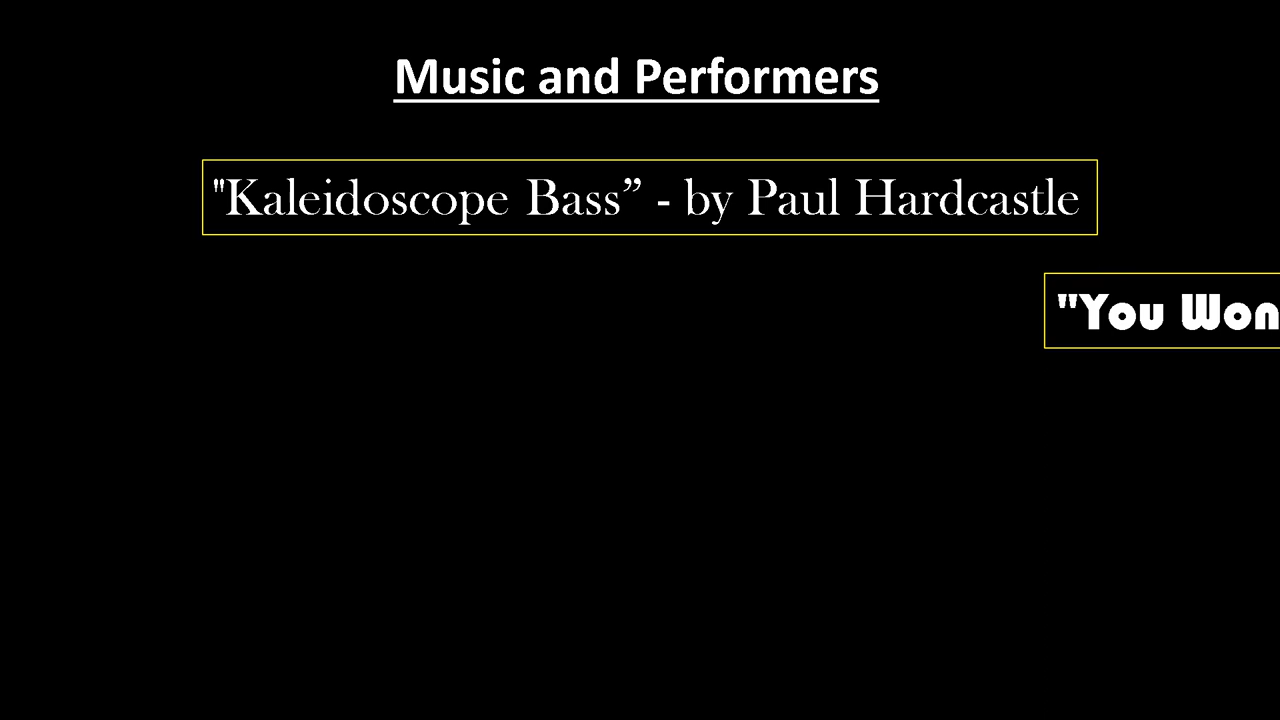 Music and Performers
"Kaleidoscope Bass” - by Paul Hardcastle
"You Won